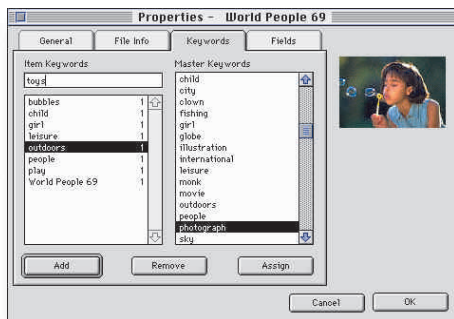 Properties - World People 69
General
File Info
Keywords
Fields
Item Keywords
toys
bubbles 1
child 1
girl 1
leisure 1
outdoors 1
people 1
play 1
World People 69 1
Master Keywords
child
city
clown
fishing
girl
globe
illustration
international
leisure
monk
movie
outdoors
people
photograph
sky
Add
Remove
Assign
Cancel
OK